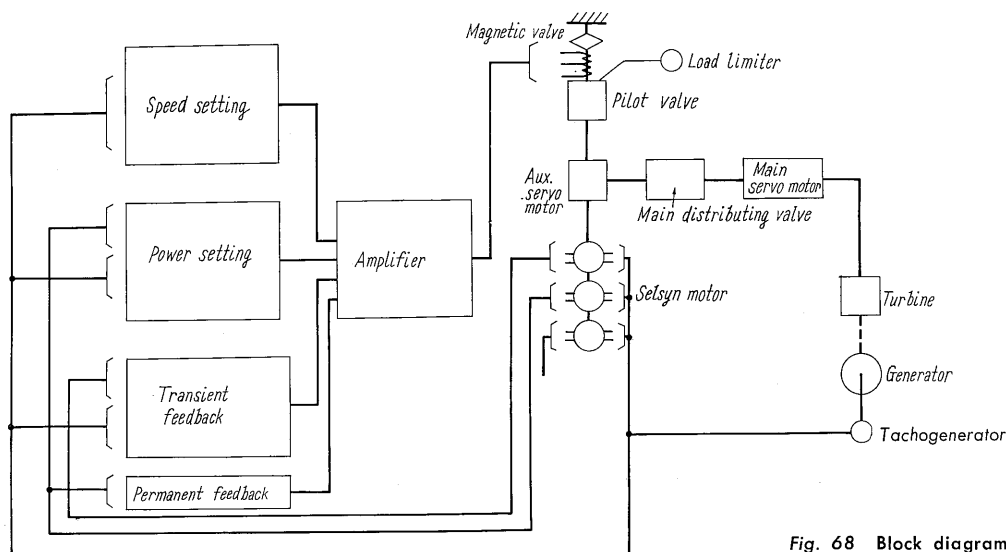 Magnetic valve
Load limiter
Speed setting
Pilot valve
Aux.
servo
motor
Main
servo motor
Main distributing valve
Power setting
Amplifier
Selsyn motor
Turbine
Generator
Transient
feedback
Tachogenerator
Permanent feedback
Fig. 68 Block diagram